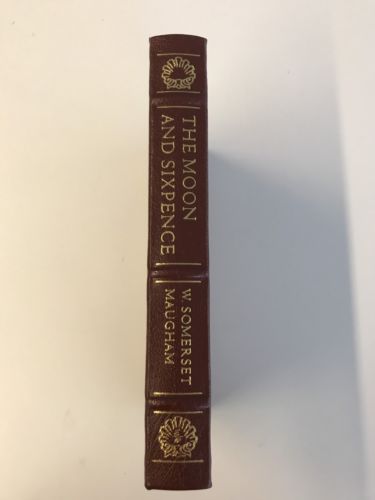 THE MOON
AND SIXPENCE
W. SOMERSET
MAUGHAM